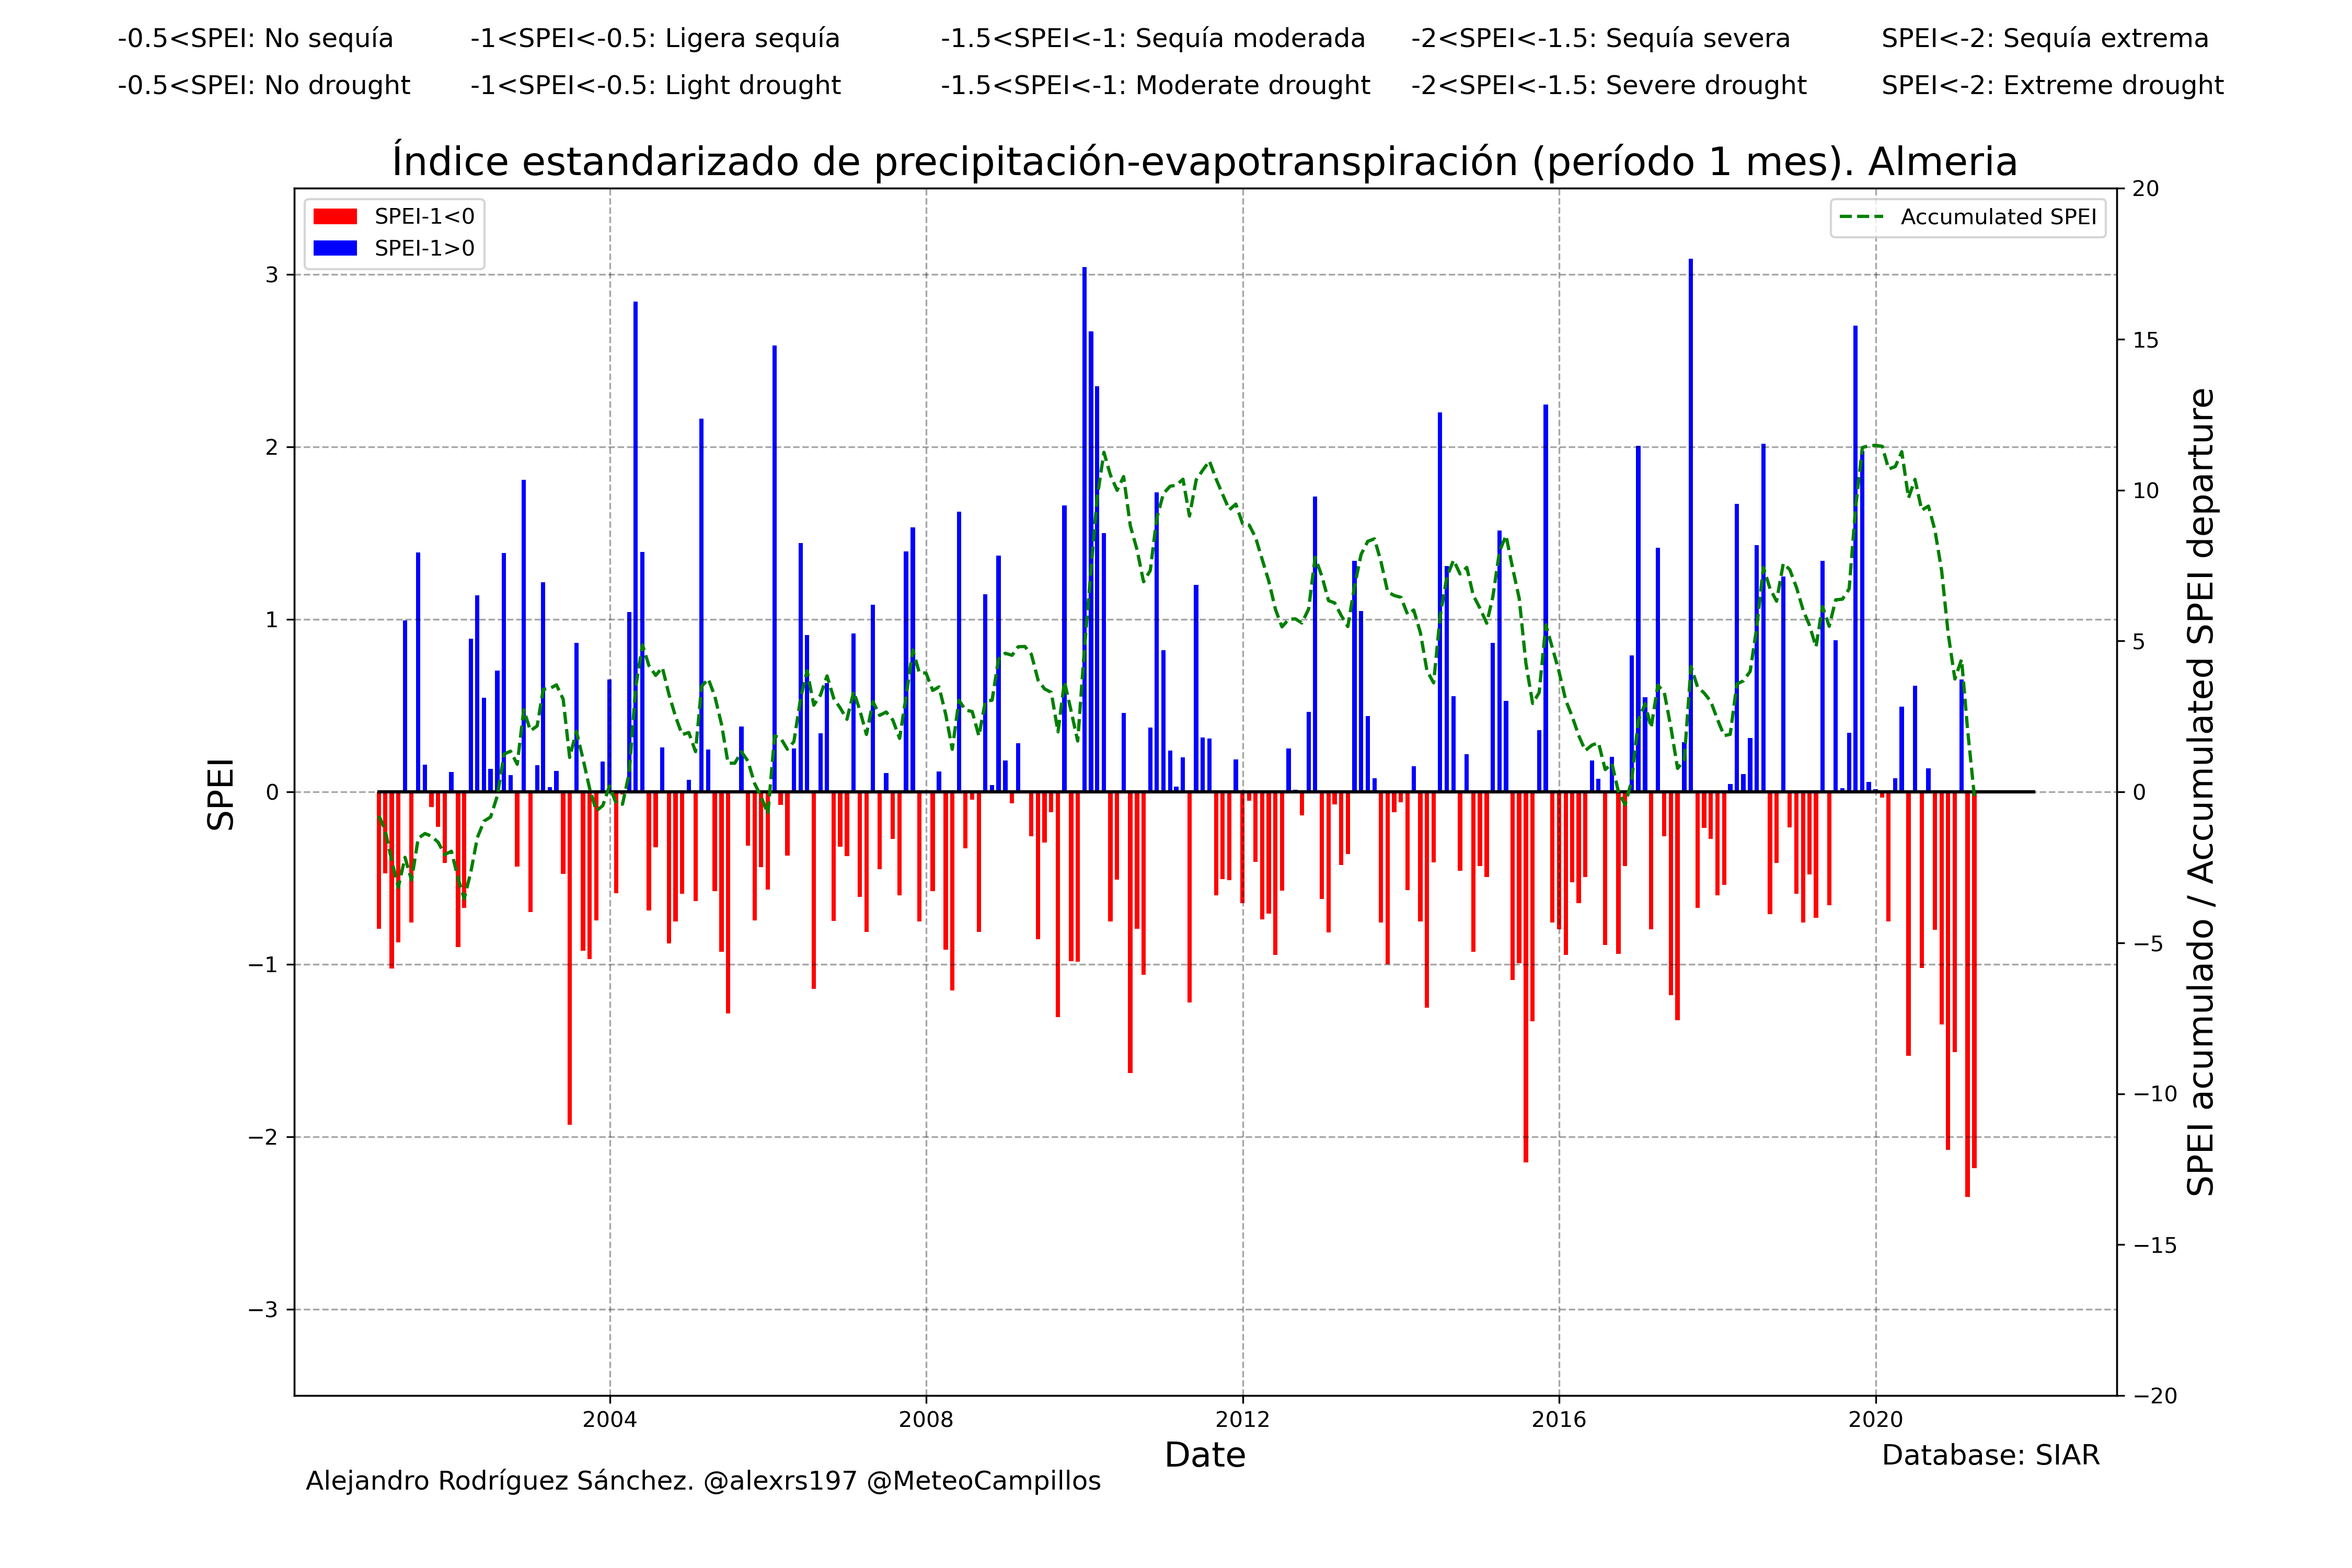 -0.5<SPEI: No sequía
-1<SPEI<-0.5: Ligera sequía
-1.5<SPEI<-1: Sequía moderada
-2<SPEI<-1.5: Sequía severa
SPEI<-2: Sequía extrema
-0.5<SPEI: No drought
-1<SPEI<-0.5: Light drought
-1.5<SPEI<-1: Moderate drought
-2<SPEI<-1.5: Severe drought
SPEI<-2: Extreme drought
Índice estandarizado de precipitación-evapotranspiración (período 1 mes). Almeria
SPEI-1<0
SPEI-1>0
Accumulated SPEI
SPEI
3
2
1
0
−1
−2
−3
20
15
10
5
0
−5
−10
−15
−20
SPEI acumulado / Accumulated SPEI departure
2004
2008
2012
2016
2020
Date
Database: SIAR
Alejandro Rodríguez Sánchez. @alexrs197 @MeteoCampillos